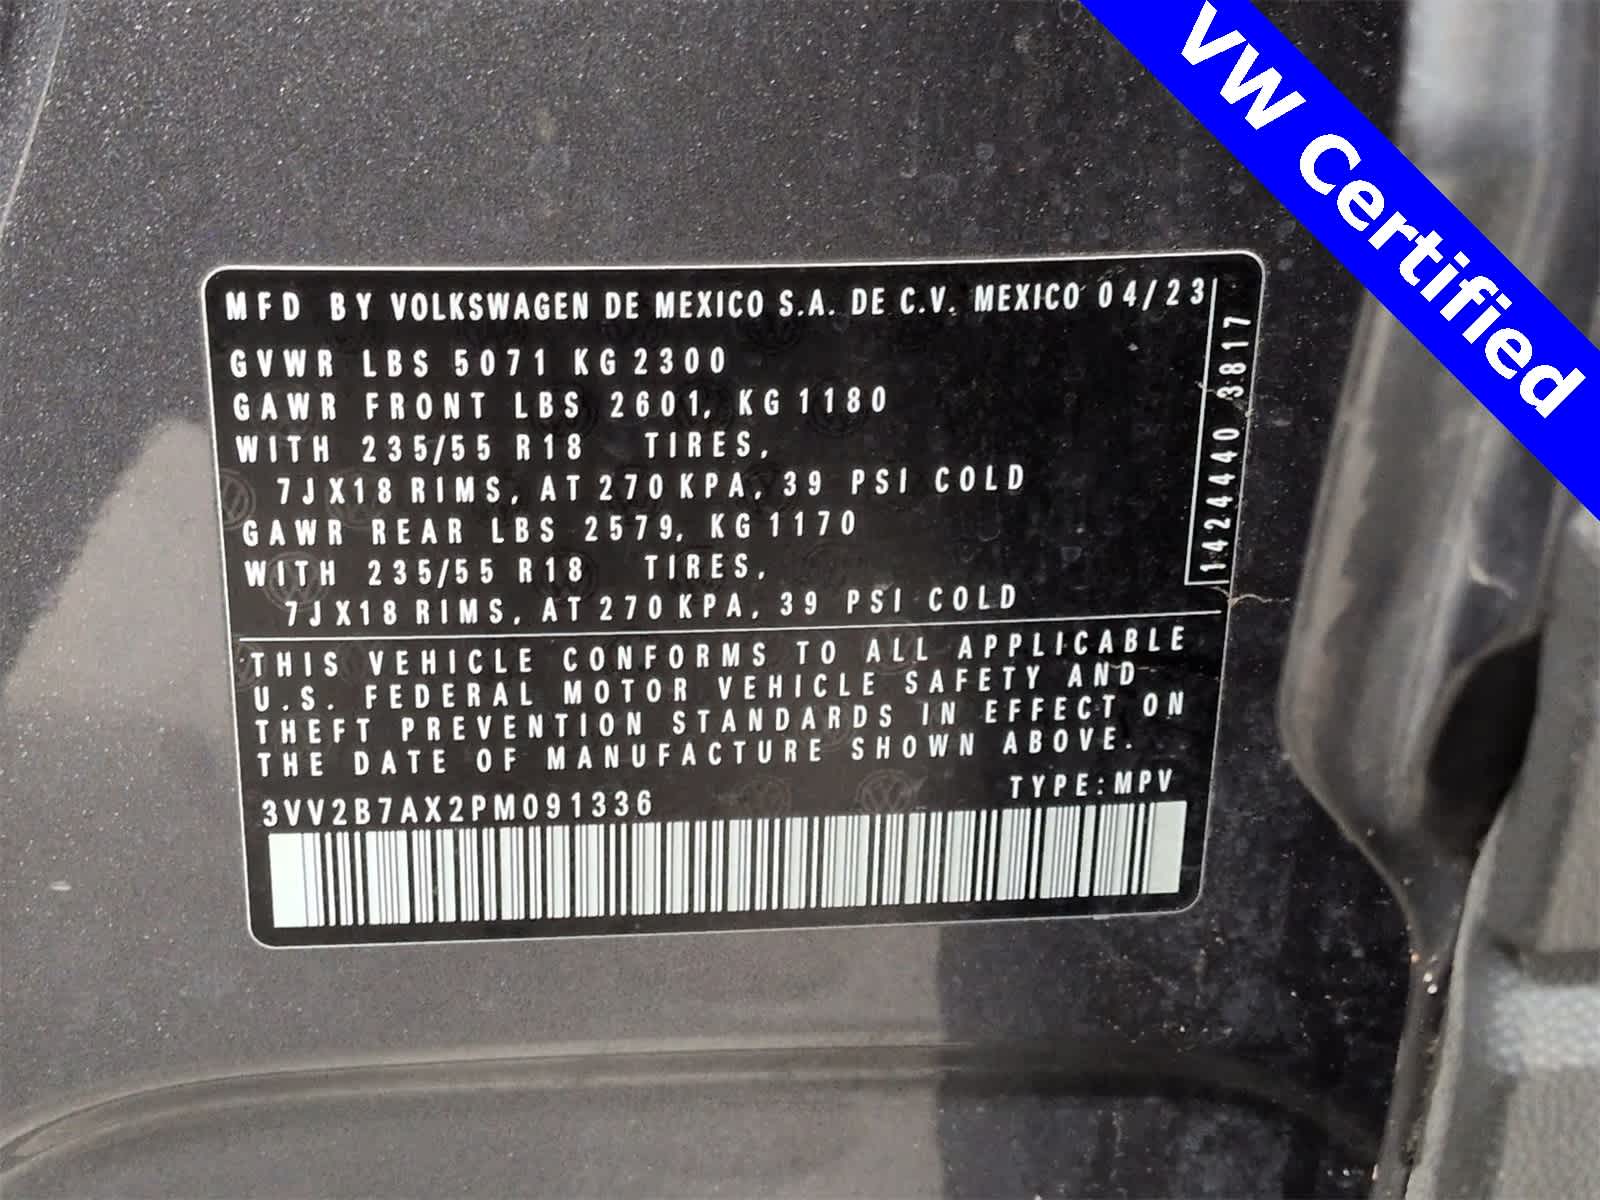 VW Certified
MFD BY VOLKSWAGEN DE MEXICO S.A. DE C.V. MEXICO 04/23
GVWR LBS 5071 KG 2300
GAWR FRONT LBS 2601, KG 1180
WITH 235/55 R18 TIRES,
7JX18 RIMS, AT 270 KPA, 39 PSI COLD
GAWR REAR LBS 2579, KG 1170
WITH 235/55 R18 TIRES,
7JX18 RIMS, AT 270 KPA, 39 PSI COLD
1424440 3817
THIS VEHICLE CONFORMS TO ALL APPLICABLE
U.S. FEDERAL MOTOR VEHICLE SAFETY AND
THEFT PREVENTION STANDARDS IN EFFECT ON
THE DATE OF MANUFACTURE SHOWN ABOVE.
TYPE:MPV
3VV2B7AX2PM091336